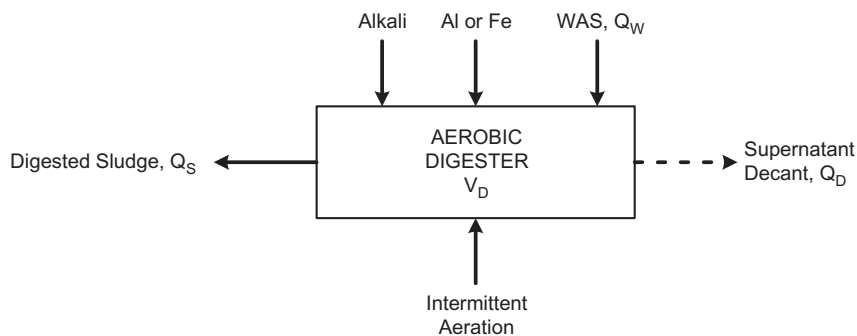 Alkali
Al or Fe
WAS, Q_W
AEROBIC
DIGESTER
V_D
Digested Sludge, Q_S
Supernatant
Decant, Q_D
Intermittent
Aeration